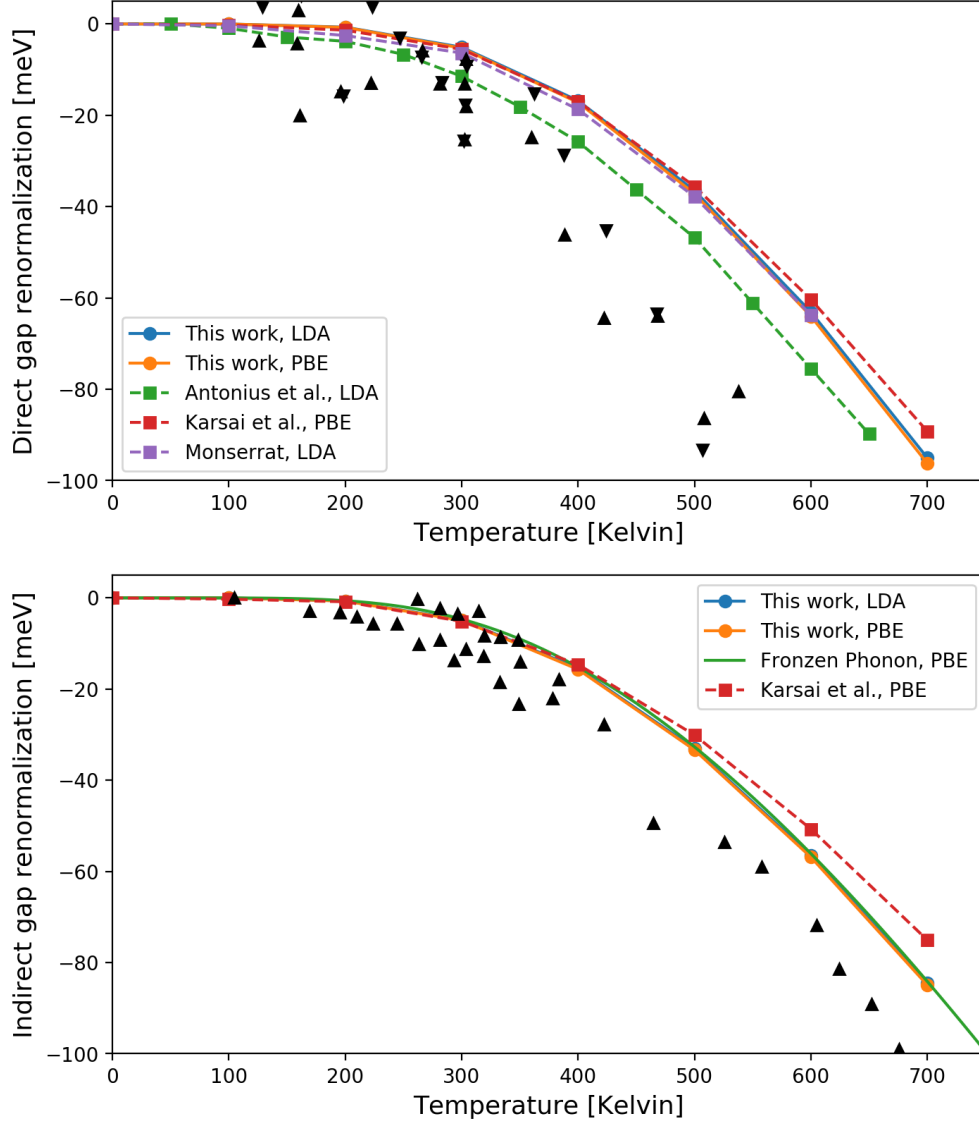 Direct gap renormalization [meV]
0
−20
−40
−60
−80
−100
This work, LDA
This work, PBE
Antonius et al., LDA
Karsai et al., PBE
Monserrat, LDA
0 100 200 300 400 500 600 700
Temperature [Kelvin]
Indirect gap renormalization [meV]
0
−20
−40
−60
−80
−100
This work, LDA
This work, PBE
Fronzen Phonon, PBE
Karsai et al., PBE
0 100 200 300 400 500 600 700
Temperature [Kelvin]